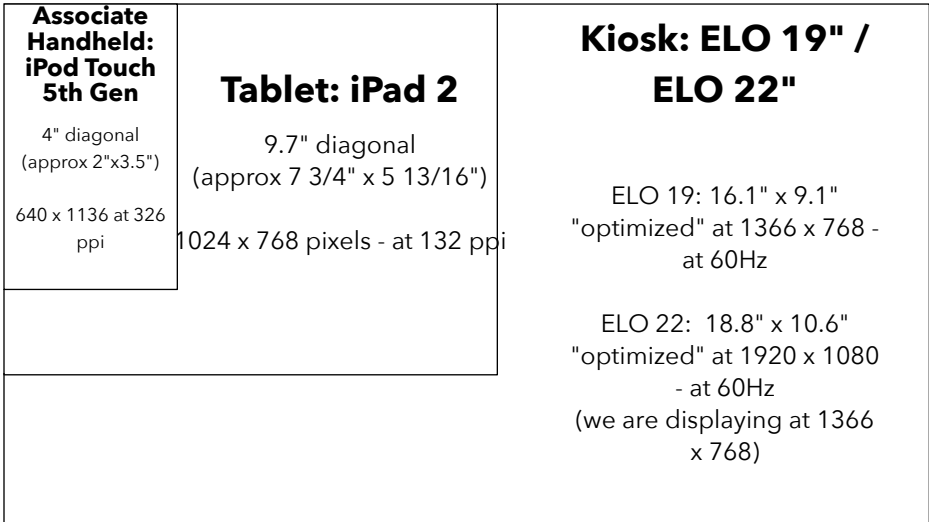 Associate
Handheld:
iPod Touch
5th Gen
4" diagonal
(approx 2"x3.5")
640 x 1136 at 326
ppi
Tablet: iPad 2
9.7" diagonal
(approx 7 3/4" x 5 13/16")
1024 x 768 pixels - at 132 ppi
Kiosk: ELO 19" /
ELO 22"
ELO 19: 16.1" x 9.1"
"optimized" at 1366 x 768 -
at 60Hz
ELO 22:  18.8" x 10.6"
"optimized" at 1920 x 1080
- at 60Hz
(we are displaying at 1366
x 768)